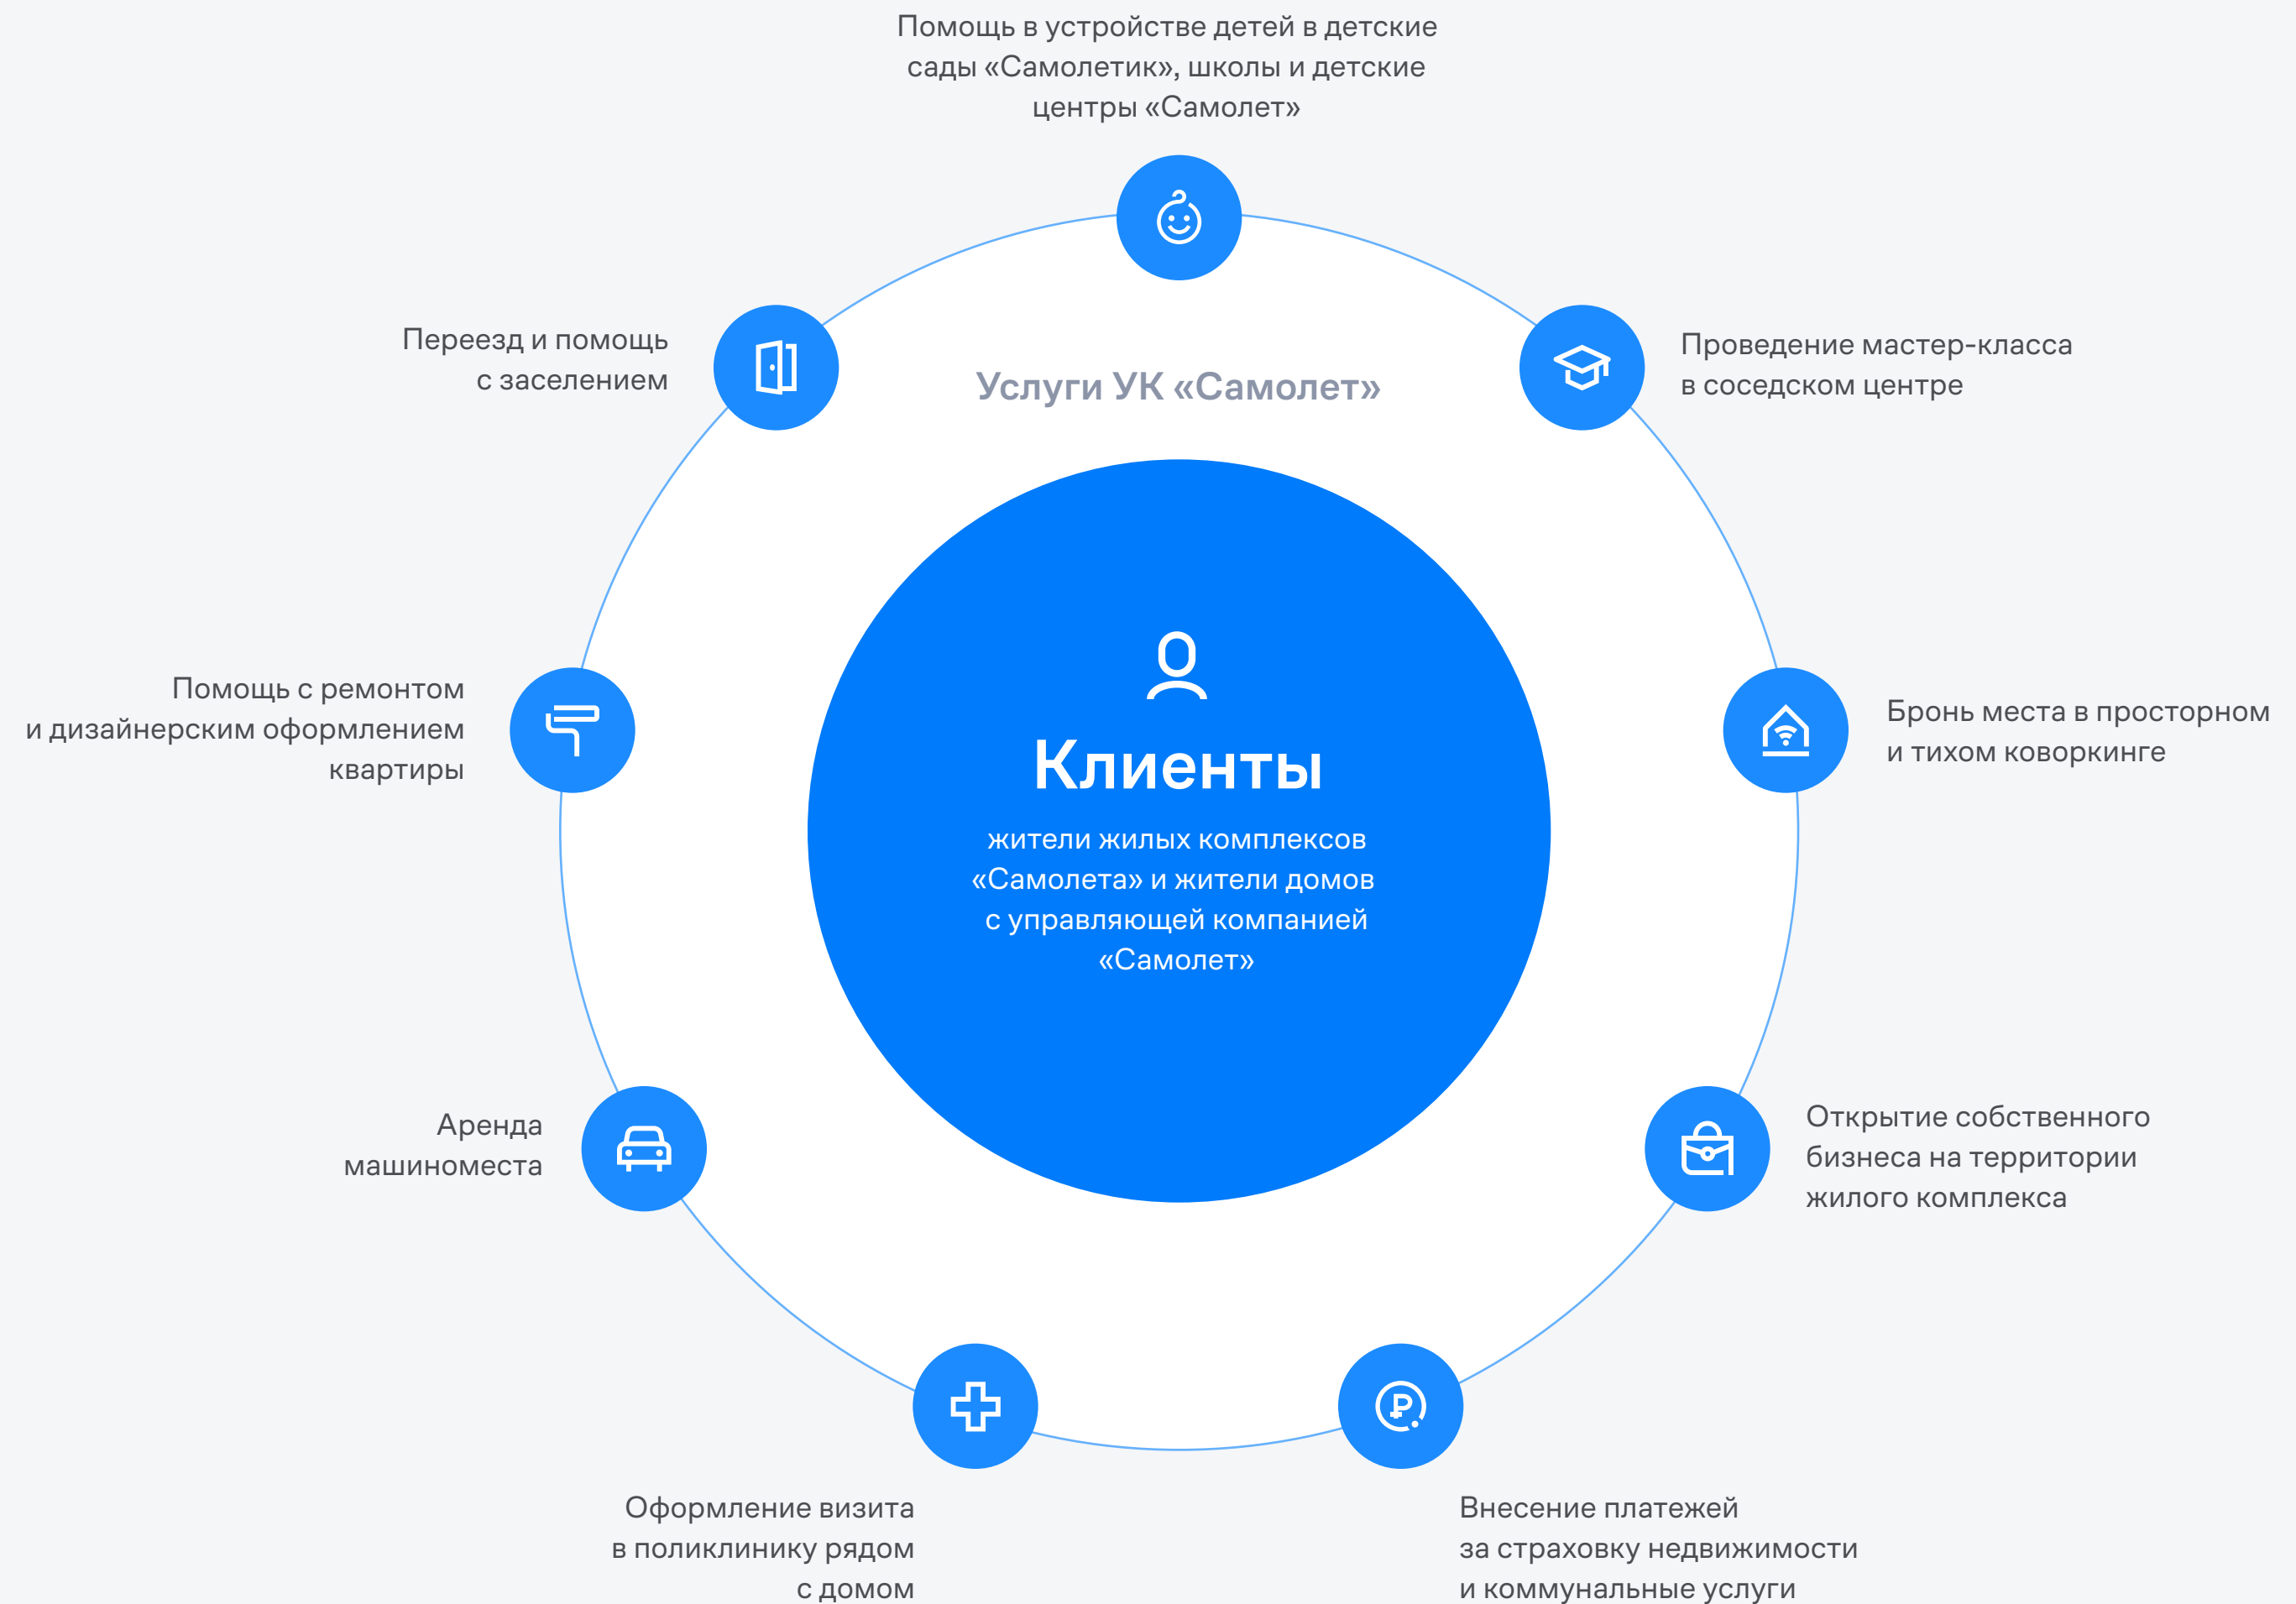 Помощь в устройстве детей в детские
сады «Самолетик», школы и детские
центры «Самолет»
Переезд и помощь
с заселением
Услуги УК «Самолет»
Проведение мастер-класса
в соседском центре
Помощь с ремонтом
и дизайнерским оформлением
квартиры
Клиенты
жители жилых комплексов
«Самолета» и жители домов
с управляющей компанией
«Самолет»
Бронь места в просторном
и тихом коворкинге
Аренда
машиноместа
Открытие собственного
бизнеса на территории
жилого комплекса
Оформление визита
в поликлинику рядом
с домом
Внесение платежей
за страховку недвижимости
и коммунальные услуги